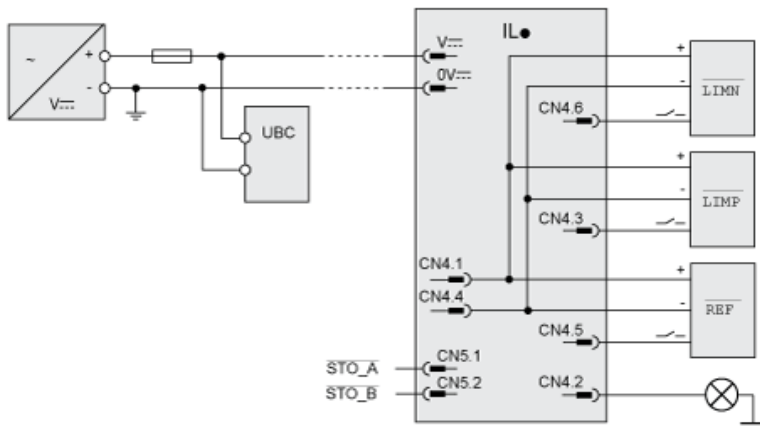 IL●
~
+
-
V⎓
V⎓
0V⎓
UBC
+
-
LIMN
CN4.6
+
-
LIMP
CN4.3
CN4.1
CN4.4
+
-
REF
CN4.5
STO_A
CN5.1
STO_B
CN5.2
CN4.2